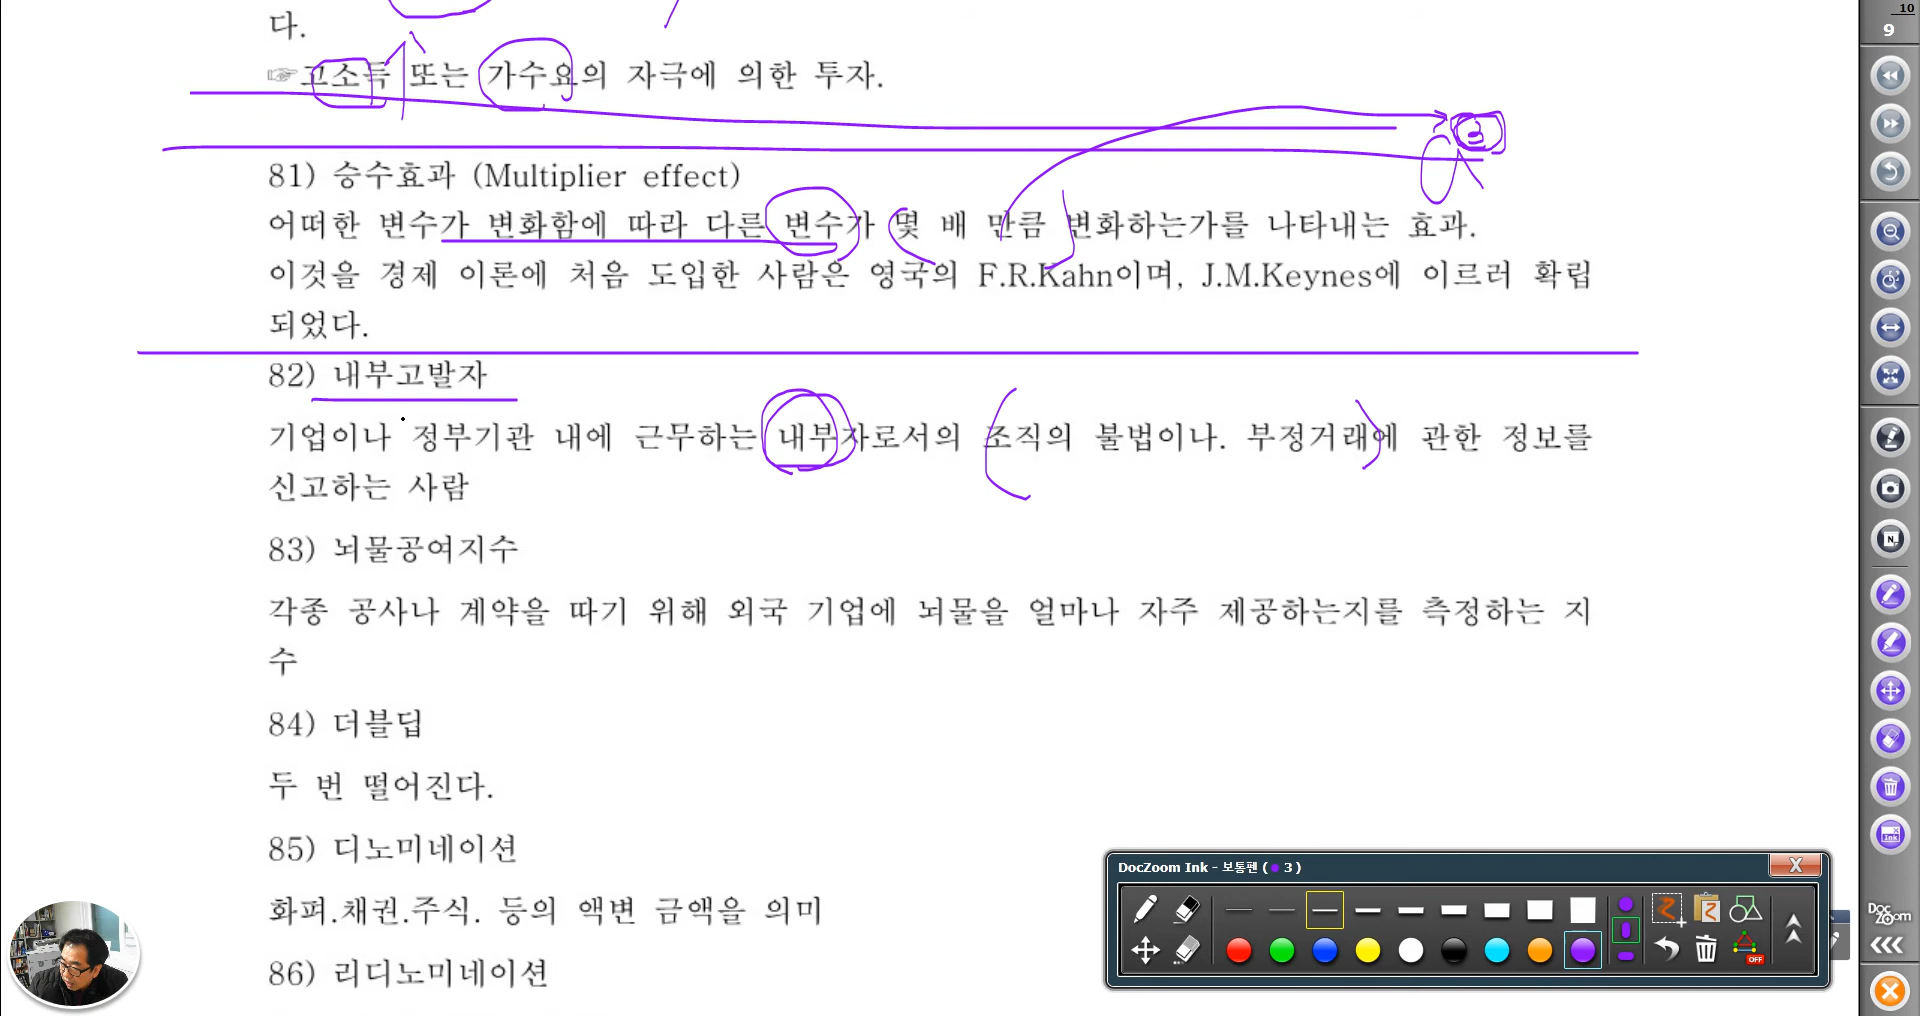 다.
☞고소득 또는 가수요의 자극에 의한 투자.
81) 승수효과 (Multiplier effect)
어떠한 변수가 변화함에 따라 다른 변수가 몇 배 만큼 변화하는가를 나타내는 효과.
이것을 경제 이론에 처음 도입한 사람은 영국의 F.R.Kahn이며, J.M.Keynes에 이르러 확립
되었다.
82) 내부고발자
기업이나 정부기관 내에 근무하는 내부자로서의 조직의 불법이나. 부정거래에 관한 정보를
신고하는 사람
83) 뇌물공여지수
각종 공사나 계약을 따기 위해 외국 기업에 뇌물을 얼마나 자주 제공하는지를 측정하는 지
수
84) 더블딥
두 번 떨어진다.
85) 디노미네이션
화펴.채권.주식. 등의 액변 금액을 의미
86) 리디노미네이션
DocZoom Ink - 보통펜 ( 3 )
X
OFF
10
9
N
Ink
DocZoom